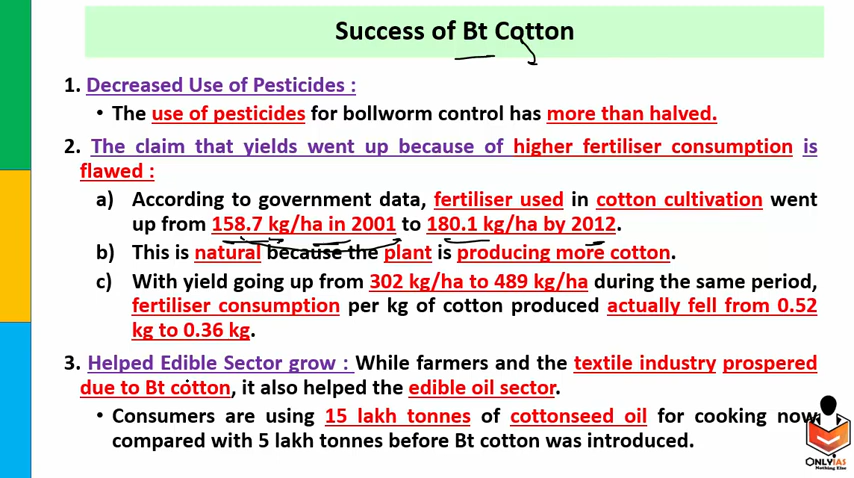 Success of Bt Cotton
1. Decreased Use of Pesticides :
• The use of pesticides for bollworm control has more than halved.
2. The claim that yields went up because of higher fertiliser consumption is
flawed :
a) According to government data, fertiliser used in cotton cultivation went
up from 158.7 kg/ha in 2001 to 180.1 kg/ha by 2012.
b) This is natural because the plant is producing more cotton.
c) With yield going up from 302 kg/ha to 489 kg/ha during the same period,
fertiliser consumption per kg of cotton produced actually fell from 0.52
kg to 0.36 kg.
3. Helped Edible Sector grow : While farmers and the textile industry prospered
due to Bt cotton, it also helped the edible oil sector.
• Consumers are using 15 lakh tonnes of cottonseed oil for cooking now
compared with 5 lakh tonnes before Bt cotton was introduced.
ONLYIAS
Nothing Else